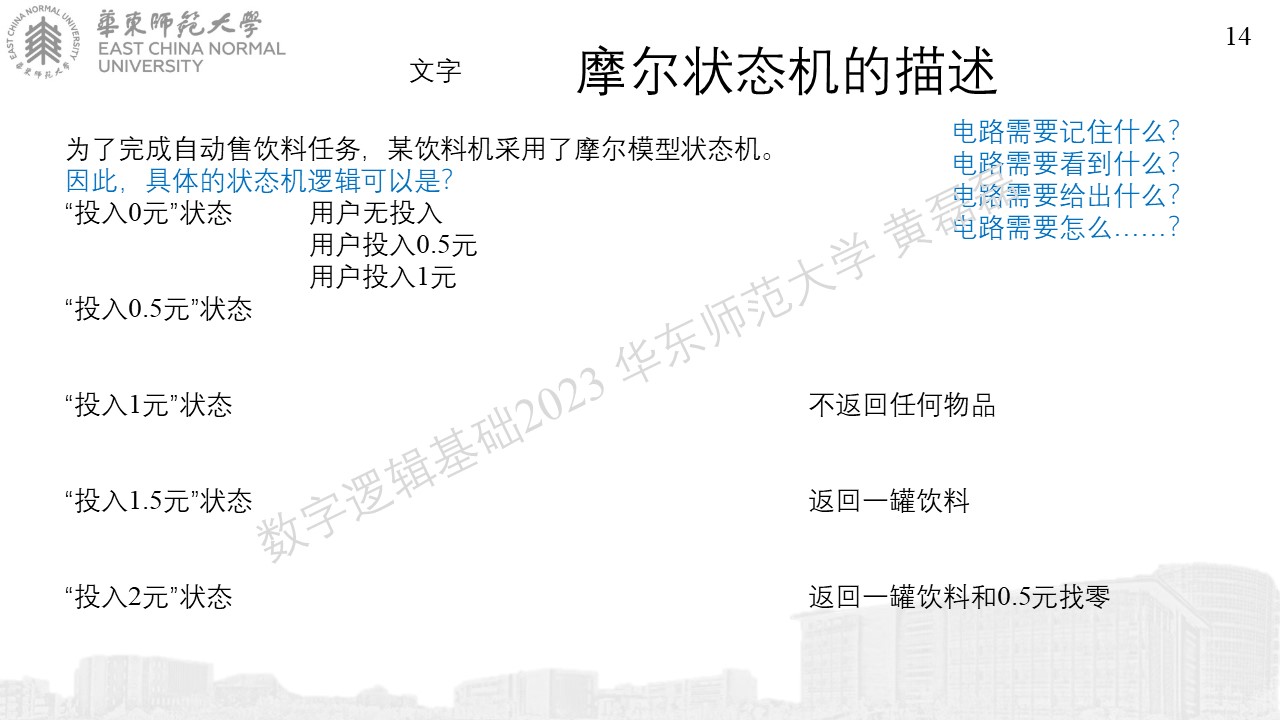 14
華東師範大學
EAST CHINA NORMAL
UNIVERSITY
EAST CHINA NORMAL UNIVERSITY
華東師範大學
文字 摩尔状态机的描述
为了完成自动售饮料任务，某饮料机采用了摩尔模型状态机。
因此，具体的状态机逻辑可以是？
电路需要记住什么？
电路需要看到什么？
电路需要给出什么？
电路需要怎么……？
“投入0元”状态 用户无投入
用户投入0.5元
用户投入1元
“投入0.5元”状态
“投入1元”状态 不返回任何物品
“投入1.5元”状态 返回一罐饮料
“投入2元”状态 返回一罐饮料和0.5元找零
数字逻辑基础2023 华东师范大学 黄磊磊